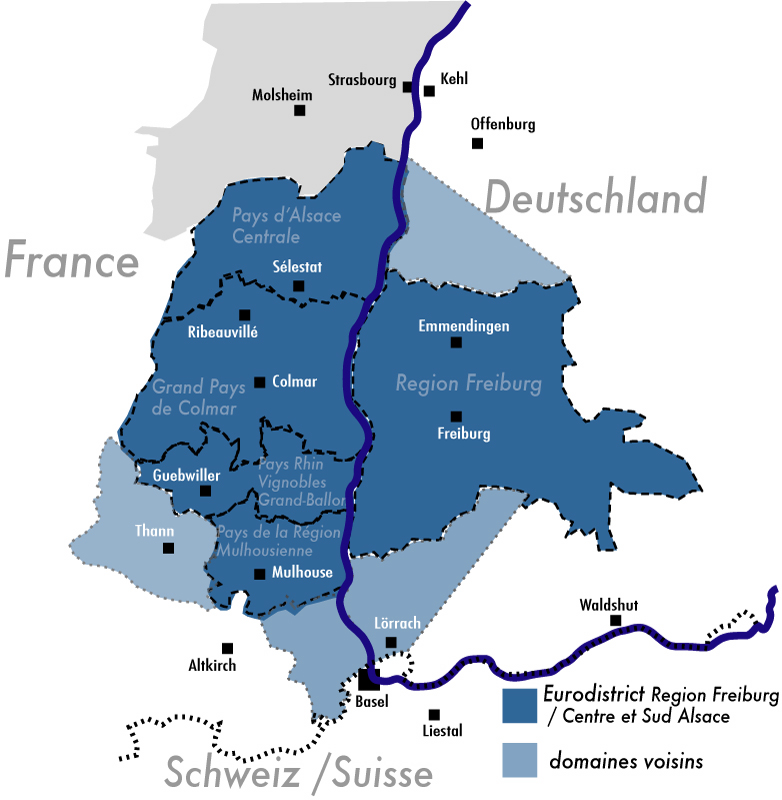 Strasbourg
Kehl
Molsheim
Offenburg
Deutschland
Pays d'Alsace
Centrale
France
Sélestat
Ribeauvillé
Emmendingen
Colmar
Grand Pays
de Colmar
Region Freiburg
Freiburg
Guebwiller
Pays Rhin
Vignobles
Grand-Ballon
Thann
Pays de la Région
Mulhousienne
Mulhouse
Waldshut
Lörrach
Altkirch
Basel
Liestal
Eurodistrict Region Freiburg
/ Centre et Sud Alsace
domaines voisins
Schweiz /Suisse